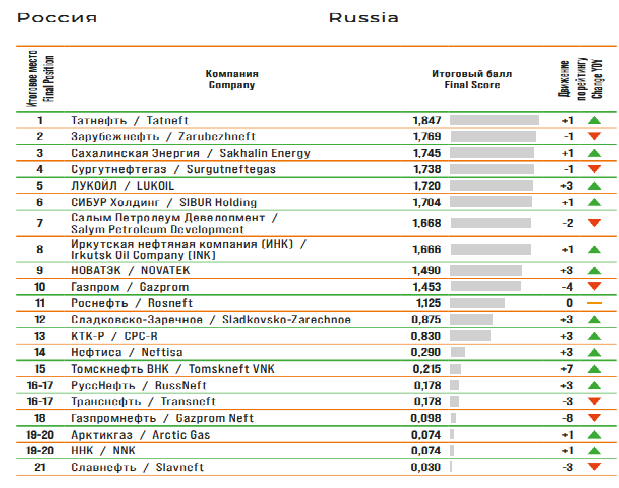 Россия Russia
Итоговое место
Final Position
Компания
Company
Итоговый балл
Final Score
Движение
по рейтингу
Change YOY
1 Татнефть / Tatneft 1,847 +1
2 Зарубежнефть / Zarubezhneft 1,769 -1
3 Сахалинская Энергия / Sakhalin Energy 1,745 +1
4 Сургутнефтегаз / Surgutneftegas 1,738 -1
5 ЛУКОЙЛ / LUKOIL 1,720 +3
6 СИБУР Холдинг / SIBUR Holding 1,704 +1
7 Салым Петролеум Девелопмент /
Salym Petroleum Development 1,668 -2
8 Иркутская нефтяная компания (ИНК) /
Irkutsk Oil Company (INK) 1,666 +1
9 НОВАТЭК / NOVATEK 1,490 +3
10 Газпром / Gazprom 1,453 -4
11 Роснефть / Rosneft 1,125 0
12 Сладковско-Заречное / Sladkovsko-Zarechnoe 0,875 +3
13 КТК-Р / CPC-R 0,830 +3
14 Нефтиса / Neftisa 0,290 +3
15 Томскнефть ВНК / Tomskneft VNK 0,215 +7
16-17 РуссНефть / RussNeft 0,178 +3
16-17 Транснефть / Transneft 0,178 -3
18 Газпромнефть / Gazprom Neft 0,098 -8
19-20 Арктикгаз / Arctic Gas 0,074 +1
19-20 ННК / NNK 0,074 +1
21 Славнефть / Slavneft 0,030 -3